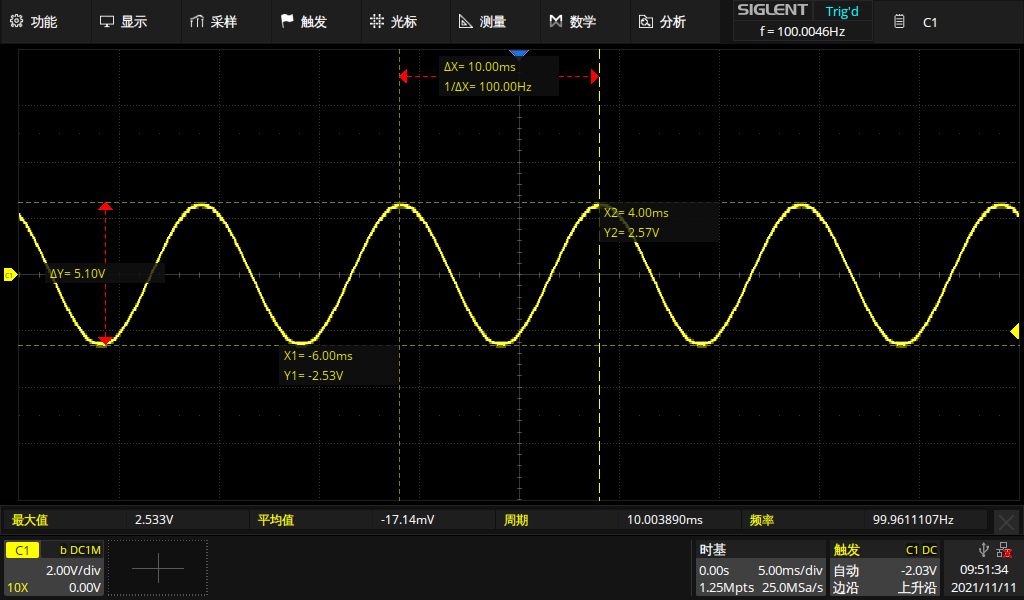 功能
显示
采样
触发
光标
测量
数学
分析
SIGLENT Trig'd
f = 100.0046Hz
C1
ΔX= 10.00ms
1/ΔX= 100.00Hz
X2= 4.00ms
Y2= 2.57V
C1
ΔY= 5.10V
X1= -6.00ms
Y1= -2.53V
最大值 2.533V 平均值 -17.14mV 周期 10.003890ms 频率 99.9611107Hz
C1 b DC1M
2.00V/div
10X 0.00V
时基
0.00s 5.00ms/div
1.25Mpts 25.0MSa/s
触发 C1 DC
自动 -2.03V
边沿 上升沿
09:51:34
2021/11/11